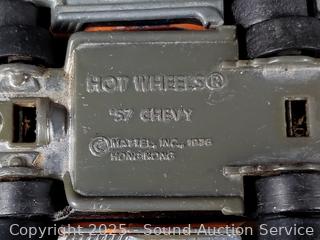 HOT WHEELS®
'57 CHEVY
© MATTEL, INC., 1976
HONG KONG
Copyright 2025 - Sound Auction Service